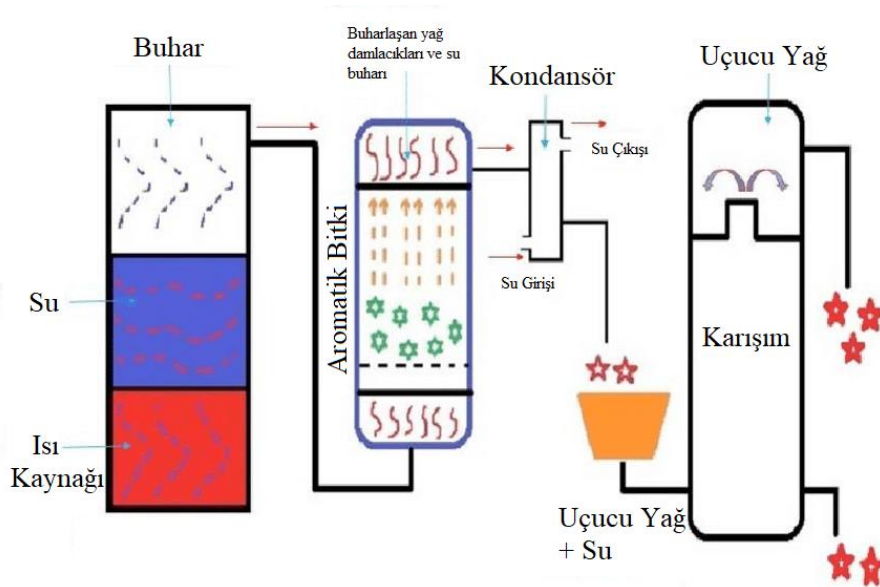 Buhar
Su
Isı
Kaynağı
Buharlaşan yağ
damlacıkları ve su
buharı
Aromatik Bitki
Kondansör
Su Çıkışı
Su Girişi
Uçucu Yağ
+ Su
Uçucu Yağ
Karışım